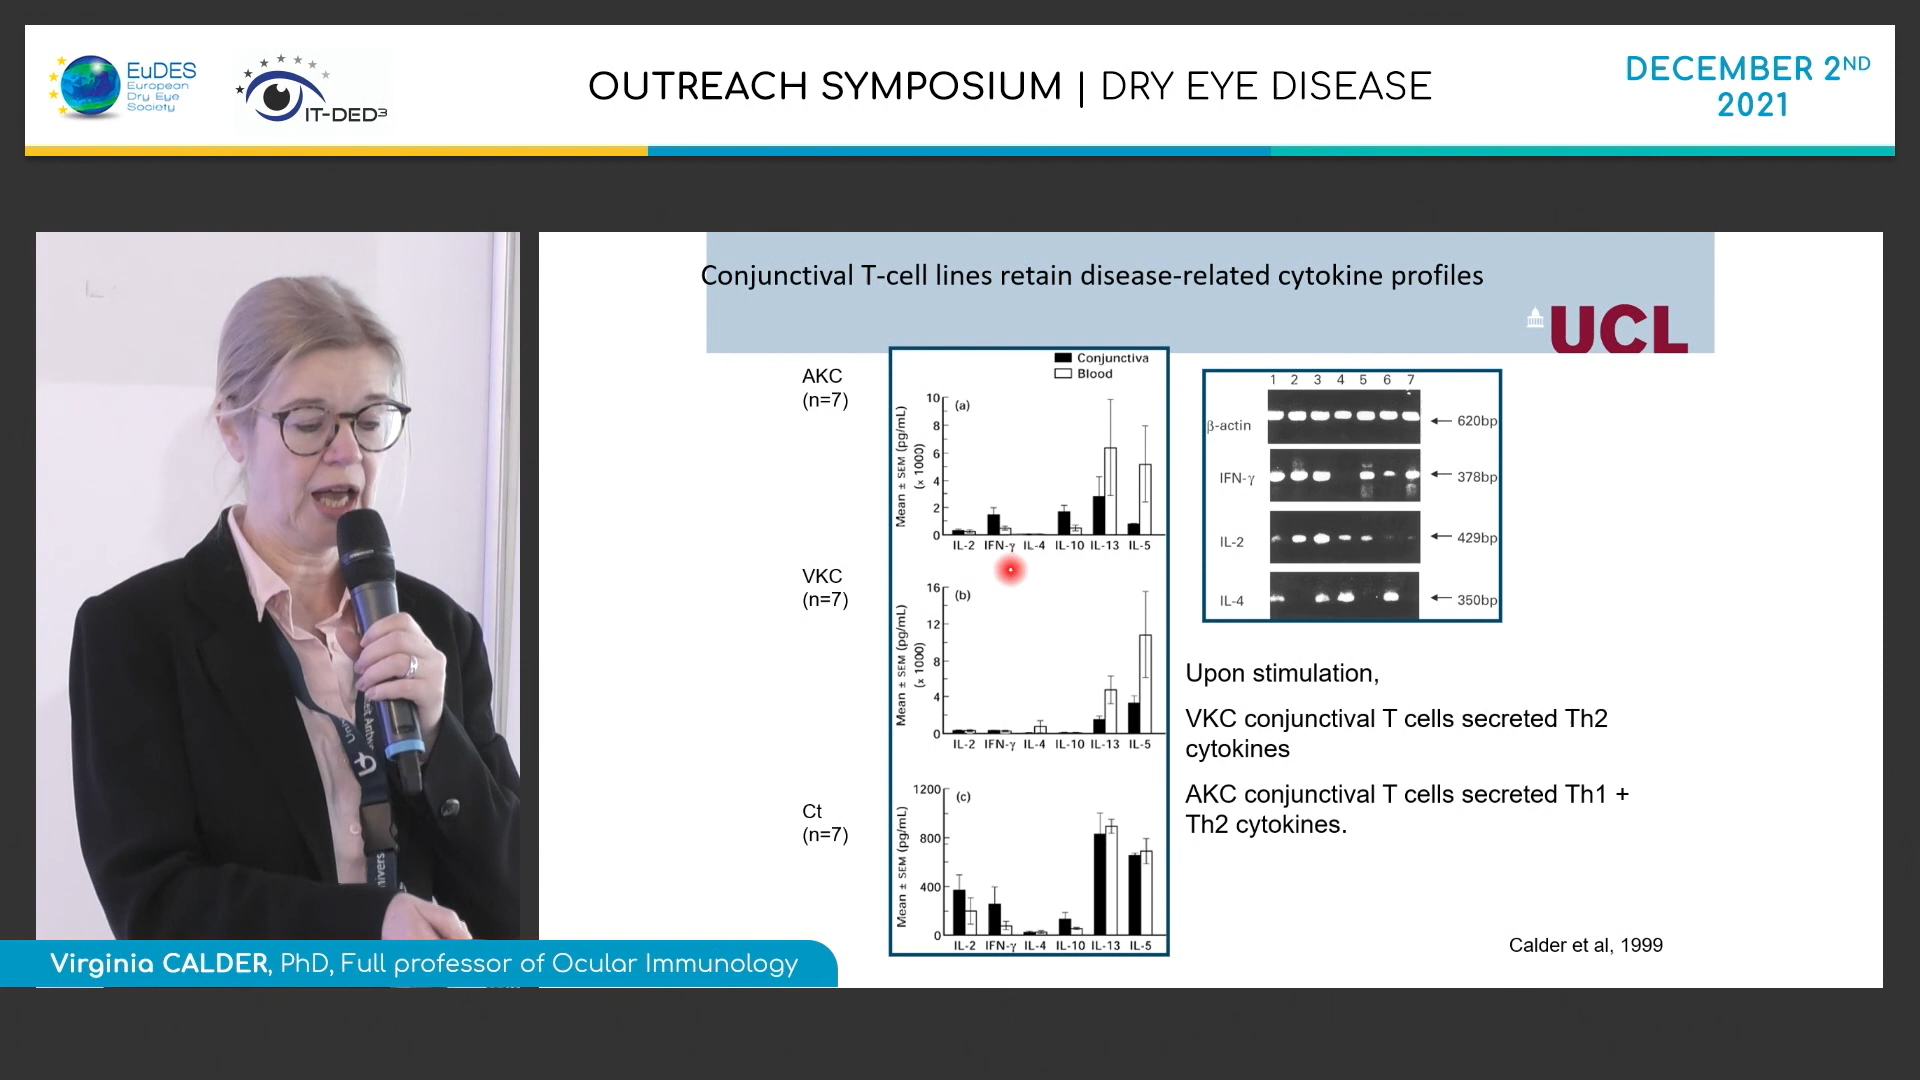 EuDES
European
Dry Eye
Society
IT-DED³
OUTREACH SYMPOSIUM | DRY EYE DISEASE
DECEMBER 2ND
2021
Conjunctival T-cell lines retain disease-related cytokine profiles
UCL
AKC
(n=7)
Conjunctiva
Blood
(a)
Mean ± SEM (pg/mL)
(x 1000)
10
8
6
4
2
0
IL-2 IFN-γ IL-4 IL-10 IL-13 IL-5
VKC
(n=7)
(b)
Mean ± SEM (pg/mL)
(x 1000)
16
12
8
4
0
IL-2 IFN-γ IL-4 IL-10 IL-13 IL-5
Ct
(n=7)
(c)
Mean ± SEM (pg/mL)
1200
800
400
0
IL-2 IFN-γ IL-4 IL-10 IL-13 IL-5
1 2 3 4 5 6 7
β-actin 620bp
IFN-γ 378bp
IL-2 429bp
IL-4 350bp
Upon stimulation,
VKC conjunctival T cells secreted Th2
cytokines
AKC conjunctival T cells secreted Th1 +
Th2 cytokines.
Calder et al, 1999
Virginia CALDER, PhD, Full professor of Ocular Immunology